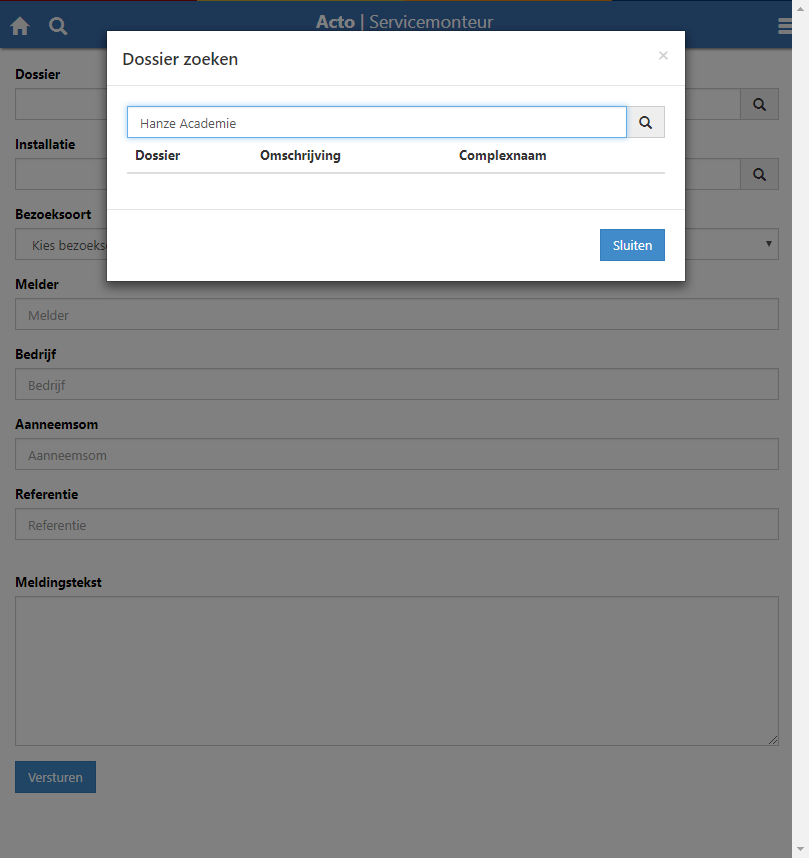 Acto | Servicemonteur
Dossier zoeken
×
Hanze Academie
Dossier Omschrijving Complexnaam
Sluiten
Dossier
Installatie
Bezoeksoort
Kies bezoeks
Melder
Melder
Bedrijf
Bedrijf
Aanneemsom
Aanneemsom
Referentie
Referentie
Meldingstekst
Versturen